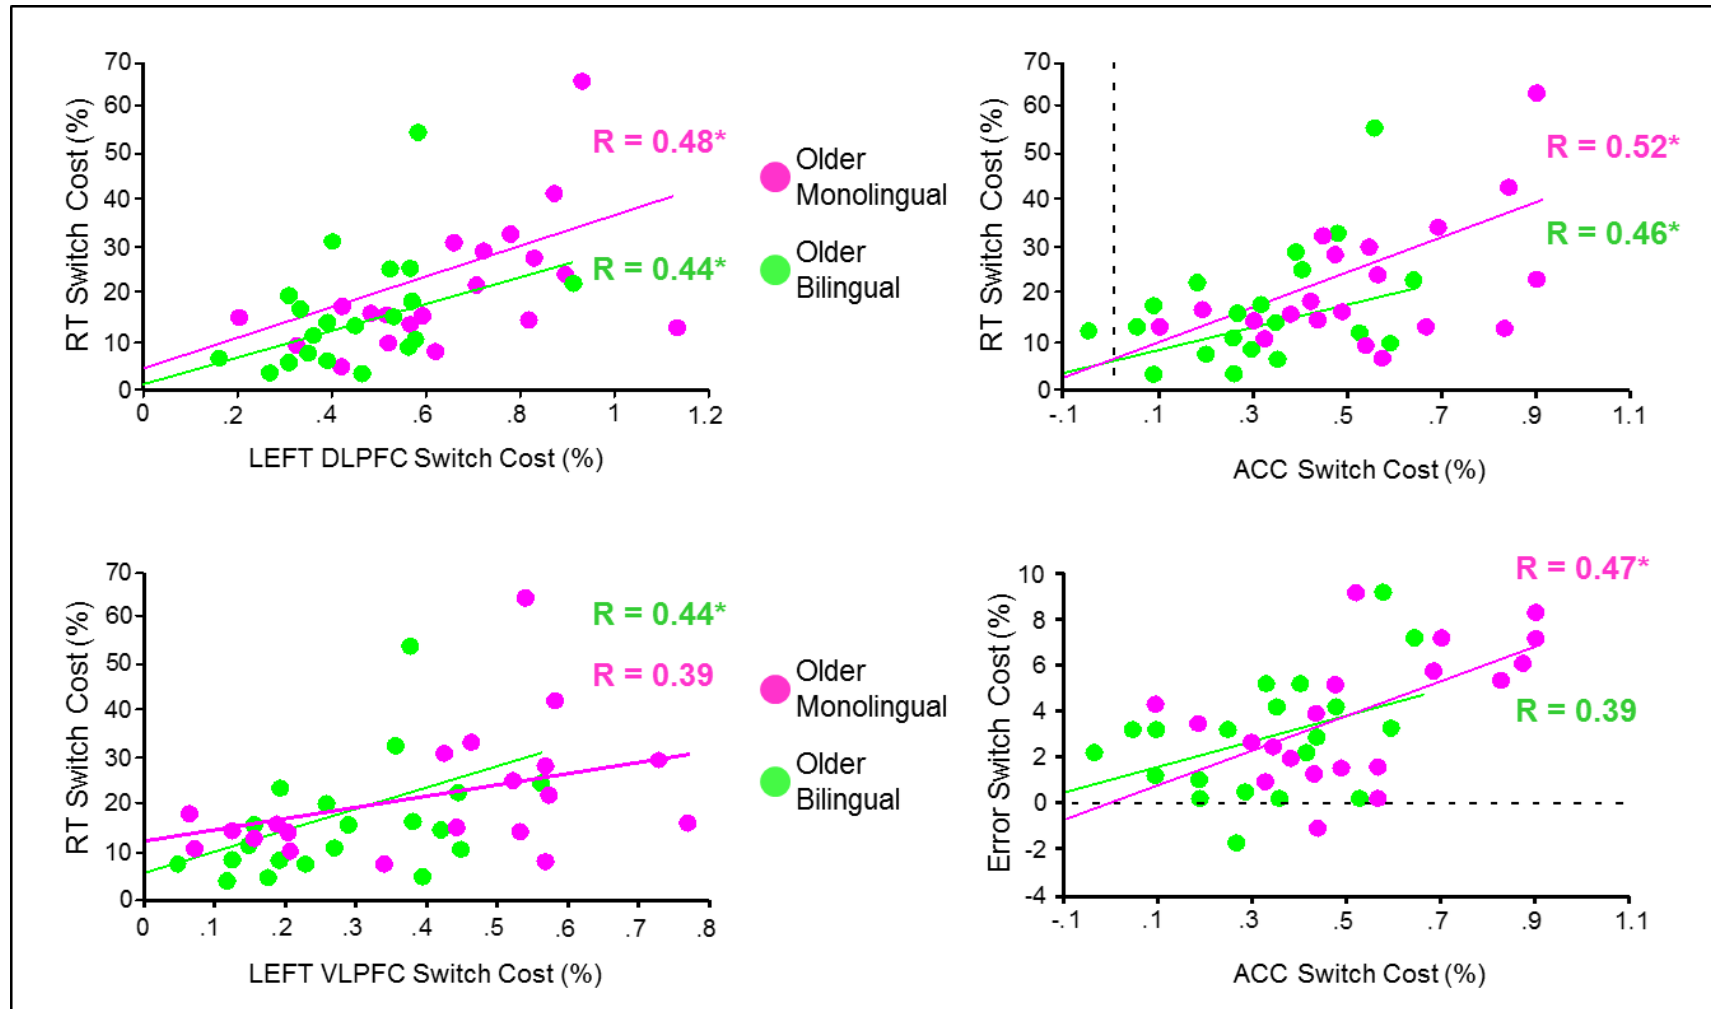 RT Switch Cost (%)
70
60
50
40
30
20
10
0
0 .2 .4 .6 .8 1 1.2
LEFT DLPFC Switch Cost (%)
R = 0.48*
R = 0.44*
Older
Monolingual
Older
Bilingual
RT Switch Cost (%)
70
60
50
40
30
20
10
0
-.1 .1 .3 .5 .7 .9 1.1
ACC Switch Cost (%)
R = 0.52*
R = 0.46*
RT Switch Cost (%)
70
60
50
40
30
20
10
0
0 .1 .2 .3 .4 .5 .6 .7 .8
LEFT VLPFC Switch Cost (%)
R = 0.44*
R = 0.39
Older
Monolingual
Older
Bilingual
Error Switch Cost (%)
10
8
6
4
2
0
-2
-4
-.1 .1 .3 .5 .7 .9 1.1
ACC Switch Cost (%)
R = 0.47*
R = 0.39